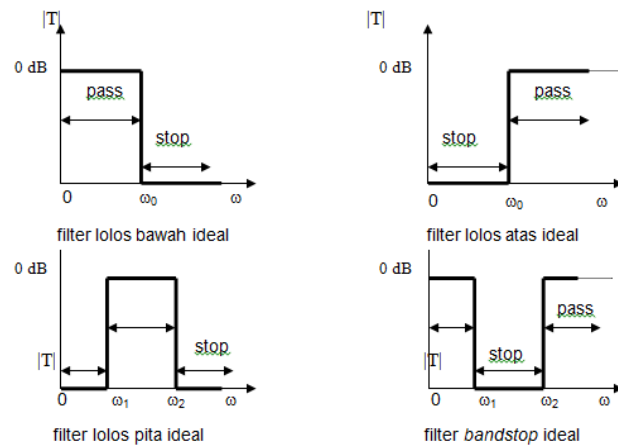 |T|
0 dB
pass
stop
0
ω₀
ω
filter lolos bawah ideal
|T|
0 dB
pass
stop
0
ω₀
ω
filter lolos atas ideal
0 dB
|T|
stop
0
ω₁
ω₂
ω
filter lolos pita ideal
0 dB
pass
|T|
stop
0
ω₁
ω₂
ω
filter bandstop ideal